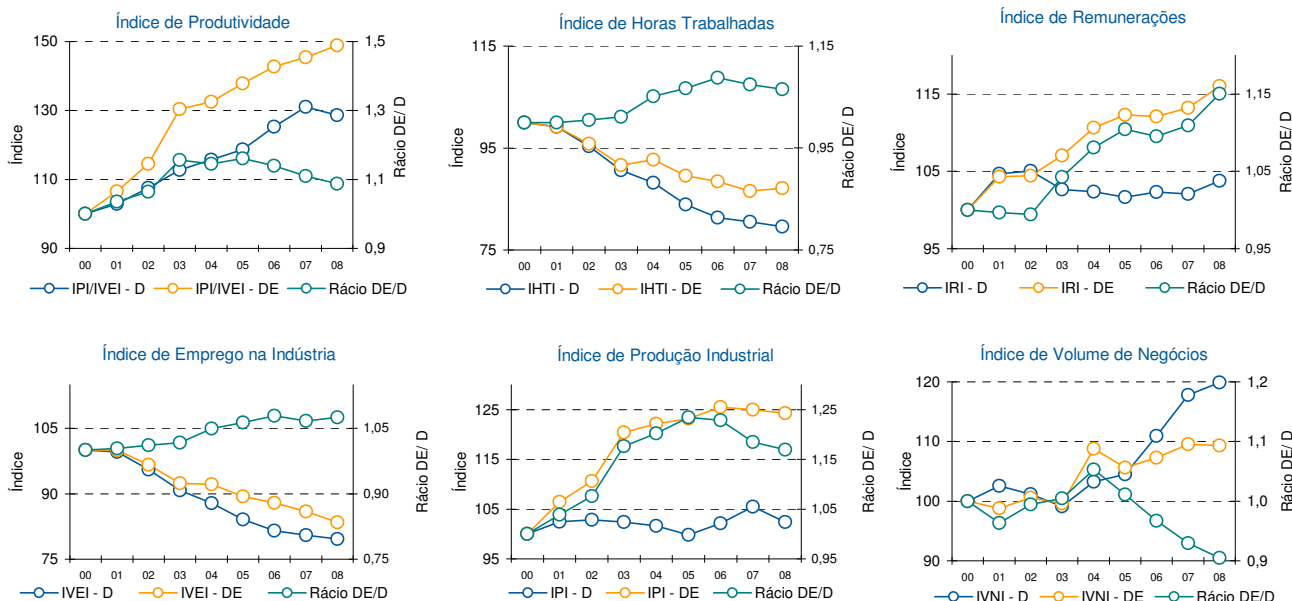 Índice de Produtividade
150
130
110
90
1,5
1,3
1,1
0,9
Índice
Rácio DE/ D
00 01 02 03 04 05 06 07 08
IPI/IVEI - D IPI/IVEI - DE Rácio DE/D
Índice de Horas Trabalhadas
115
95
75
1,15
0,95
0,75
Índice
Rácio DE/ D
00 01 02 03 04 05 06 07 08
IHTI - D IHTI - DE Rácio DE/D
Índice de Remunerações
115
105
95
1,15
1,05
0,95
Índice
Rácio DE/ D
00 01 02 03 04 05 06 07 08
IRI - D IRI - DE Rácio DE/D
Índice de Emprego na Indústria
105
90
75
1,05
0,90
0,75
Índice
Rácio DE/ D
00 01 02 03 04 05 06 07 08
IVEI - D IVEI - DE Rácio DE/D
Índice de Produção Industrial
125
115
105
95
1,25
1,15
1,05
0,95
Índice
Rácio DE/ D
00 01 02 03 04 05 06 07 08
IPI - D IPI - DE Rácio DE/D
Índice de Volume de Negócios
120
110
100
90
1,2
1,1
1,0
0,9
Índice
Rácio DE/ D
00 01 02 03 04 05 06 07 08
IVNI - D IVNI - DE Rácio DE/D